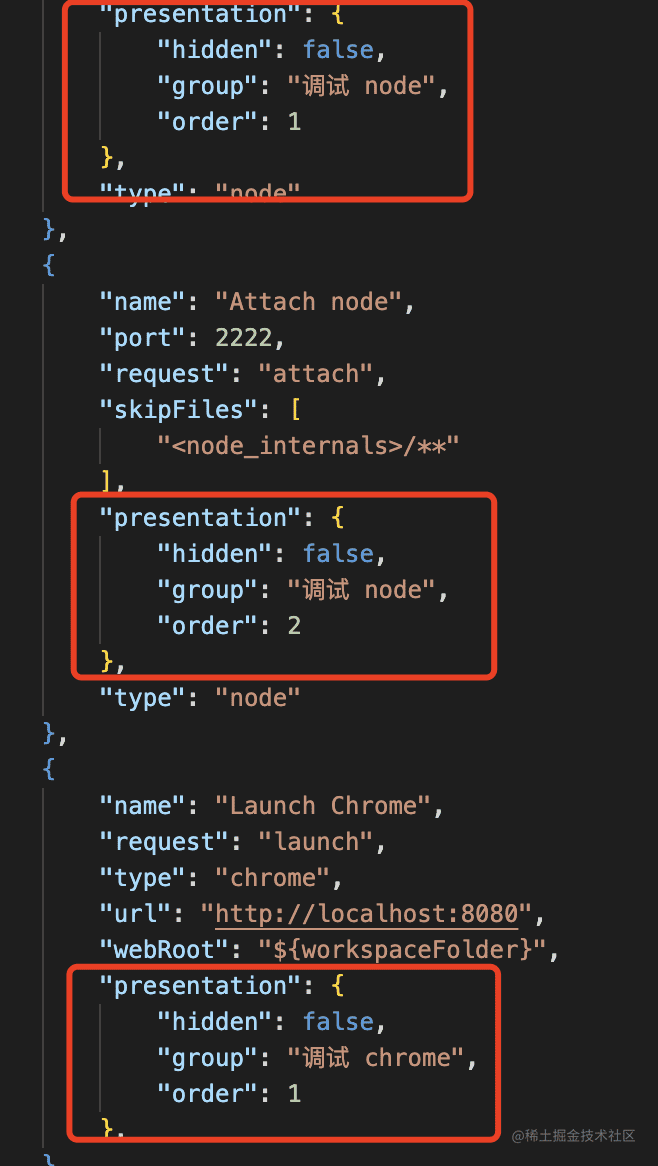 "presentation": {
"hidden": false,
"group": "调试 node",
"order": 1
},
"type": "node"
},
{
"name": "Attach node",
"port": 2222,
"request": "attach",
"skipFiles": [
"<node_internals>/**"
],
"presentation": {
"hidden": false,
"group": "调试 node",
"order": 2
},
"type": "node"
},
{
"name": "Launch Chrome",
"request": "launch",
"type": "chrome",
"url": "http://localhost:8080",
"webRoot": "${workspaceFolder}",
"presentation": {
"hidden": false,
"group": "调试 chrome",
"order": 1
},
}
@稀土掘金技术社区